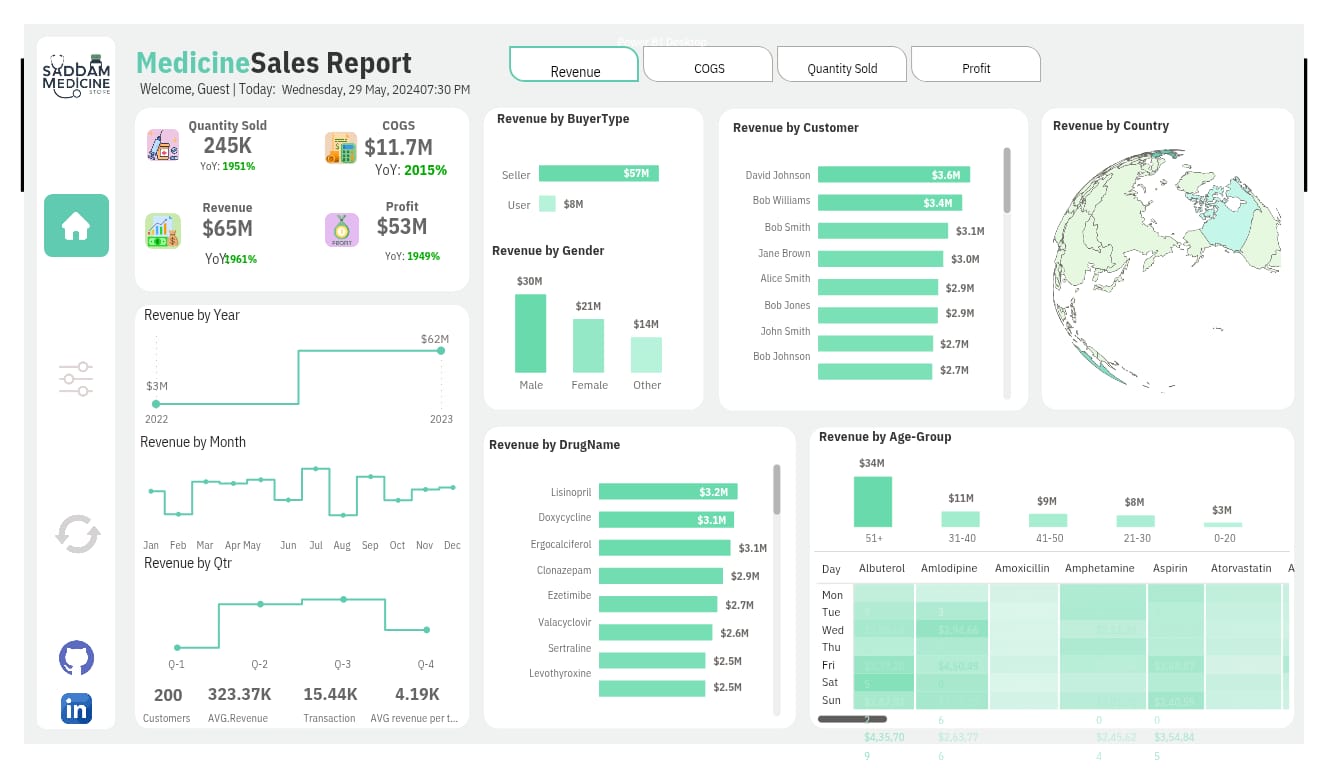 Power BI Desktop
SADDAM
MEDICINE
STORE
MedicineSales Report
Welcome, Guest | Today: Wednesday, 29 May, 202407:30 PM
Revenue
COGS
Quantity Sold
Profit
Quantity Sold
245K
YoY: 1951%
COGS
$11.7M
YoY: 2015%
Revenue
$65M
YoY: 1961%
Profit
$53M
YoY: 1949%
PROFIT
Revenue by Year
$3M
$62M
2022 2023
Revenue by Month
Jan Feb Mar Apr May Jun Jul Aug Sep Oct Nov Dec
Revenue by Qtr
Q-1 Q-2 Q-3 Q-4
200 323.37K 15.44K 4.19K
Customers AVG.Revenue Transaction AVG revenue per t...
Revenue by BuyerType
Seller $57M
User $8M
Revenue by Gender
$30M
$21M
$14M
Male Female Other
Revenue by Customer
David Johnson $3.6M
Bob Williams $3.4M
Bob Smith $3.1M
Jane Brown $3.0M
Alice Smith $2.9M
Bob Jones $2.9M
John Smith $2.7M
Bob Johnson $2.7M
Revenue by Country
Revenue by DrugName
Lisinopril $3.2M
Doxycycline $3.1M
Ergocalciferol $3.1M
Clonazepam $2.9M
Ezetimibe $2.7M
Valacyclovir $2.6M
Sertraline $2.5M
Levothyroxine $2.5M
Revenue by Age-Group
$34M
$11M
$9M
$8M
$3M
51+ 31-40 41-50 21-30 0-20
Day Albuterol Amlodipine Amoxicillin Amphetamine Aspirin Atorvastatin A
Mon
Tue
Wed
Thu
Fri
Sat
Sun
2 6 0 0
$4,35,70 $2,63,77 $2,45,62 $3,54,84
9 6 4 5
in